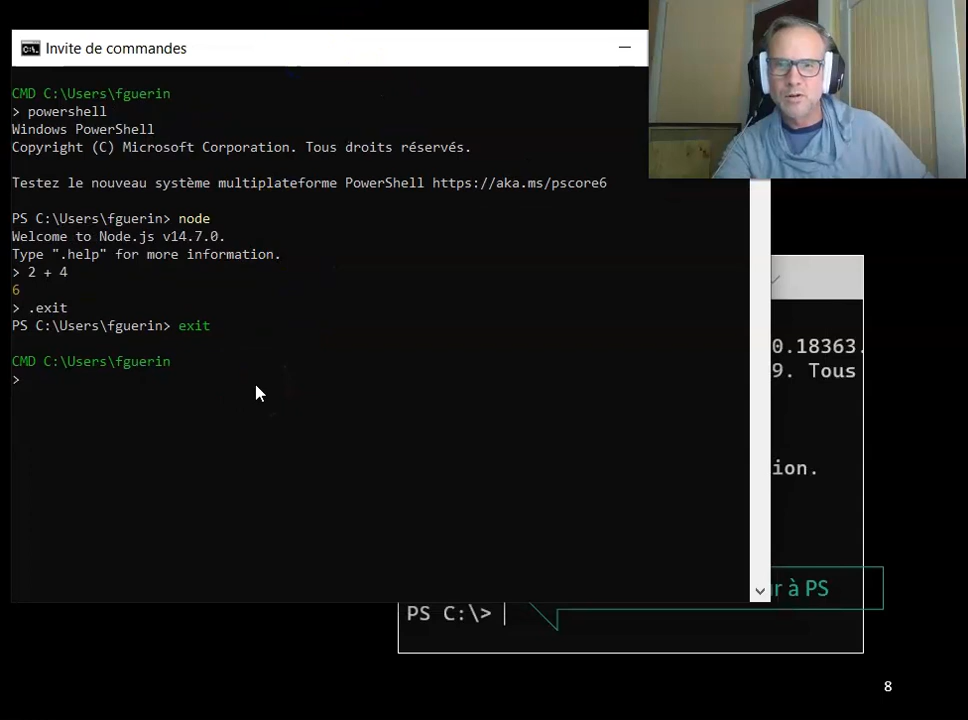 Invite de commandes
CMD C:\Users\fguerin
> powershell
Windows PowerShell
Copyright (C) Microsoft Corporation. Tous droits réservés.
Testez le nouveau système multiplateforme PowerShell https://aka.ms/pscore6
PS C:\Users\fguerin> node
Welcome to Node.js v14.7.0.
Type ".help" for more information.
> 2 + 4
6
> .exit
PS C:\Users\fguerin> exit
CMD C:\Users\fguerin
>
0.18363.
9. Tous
ion.
r à PS
PS C:\>
8